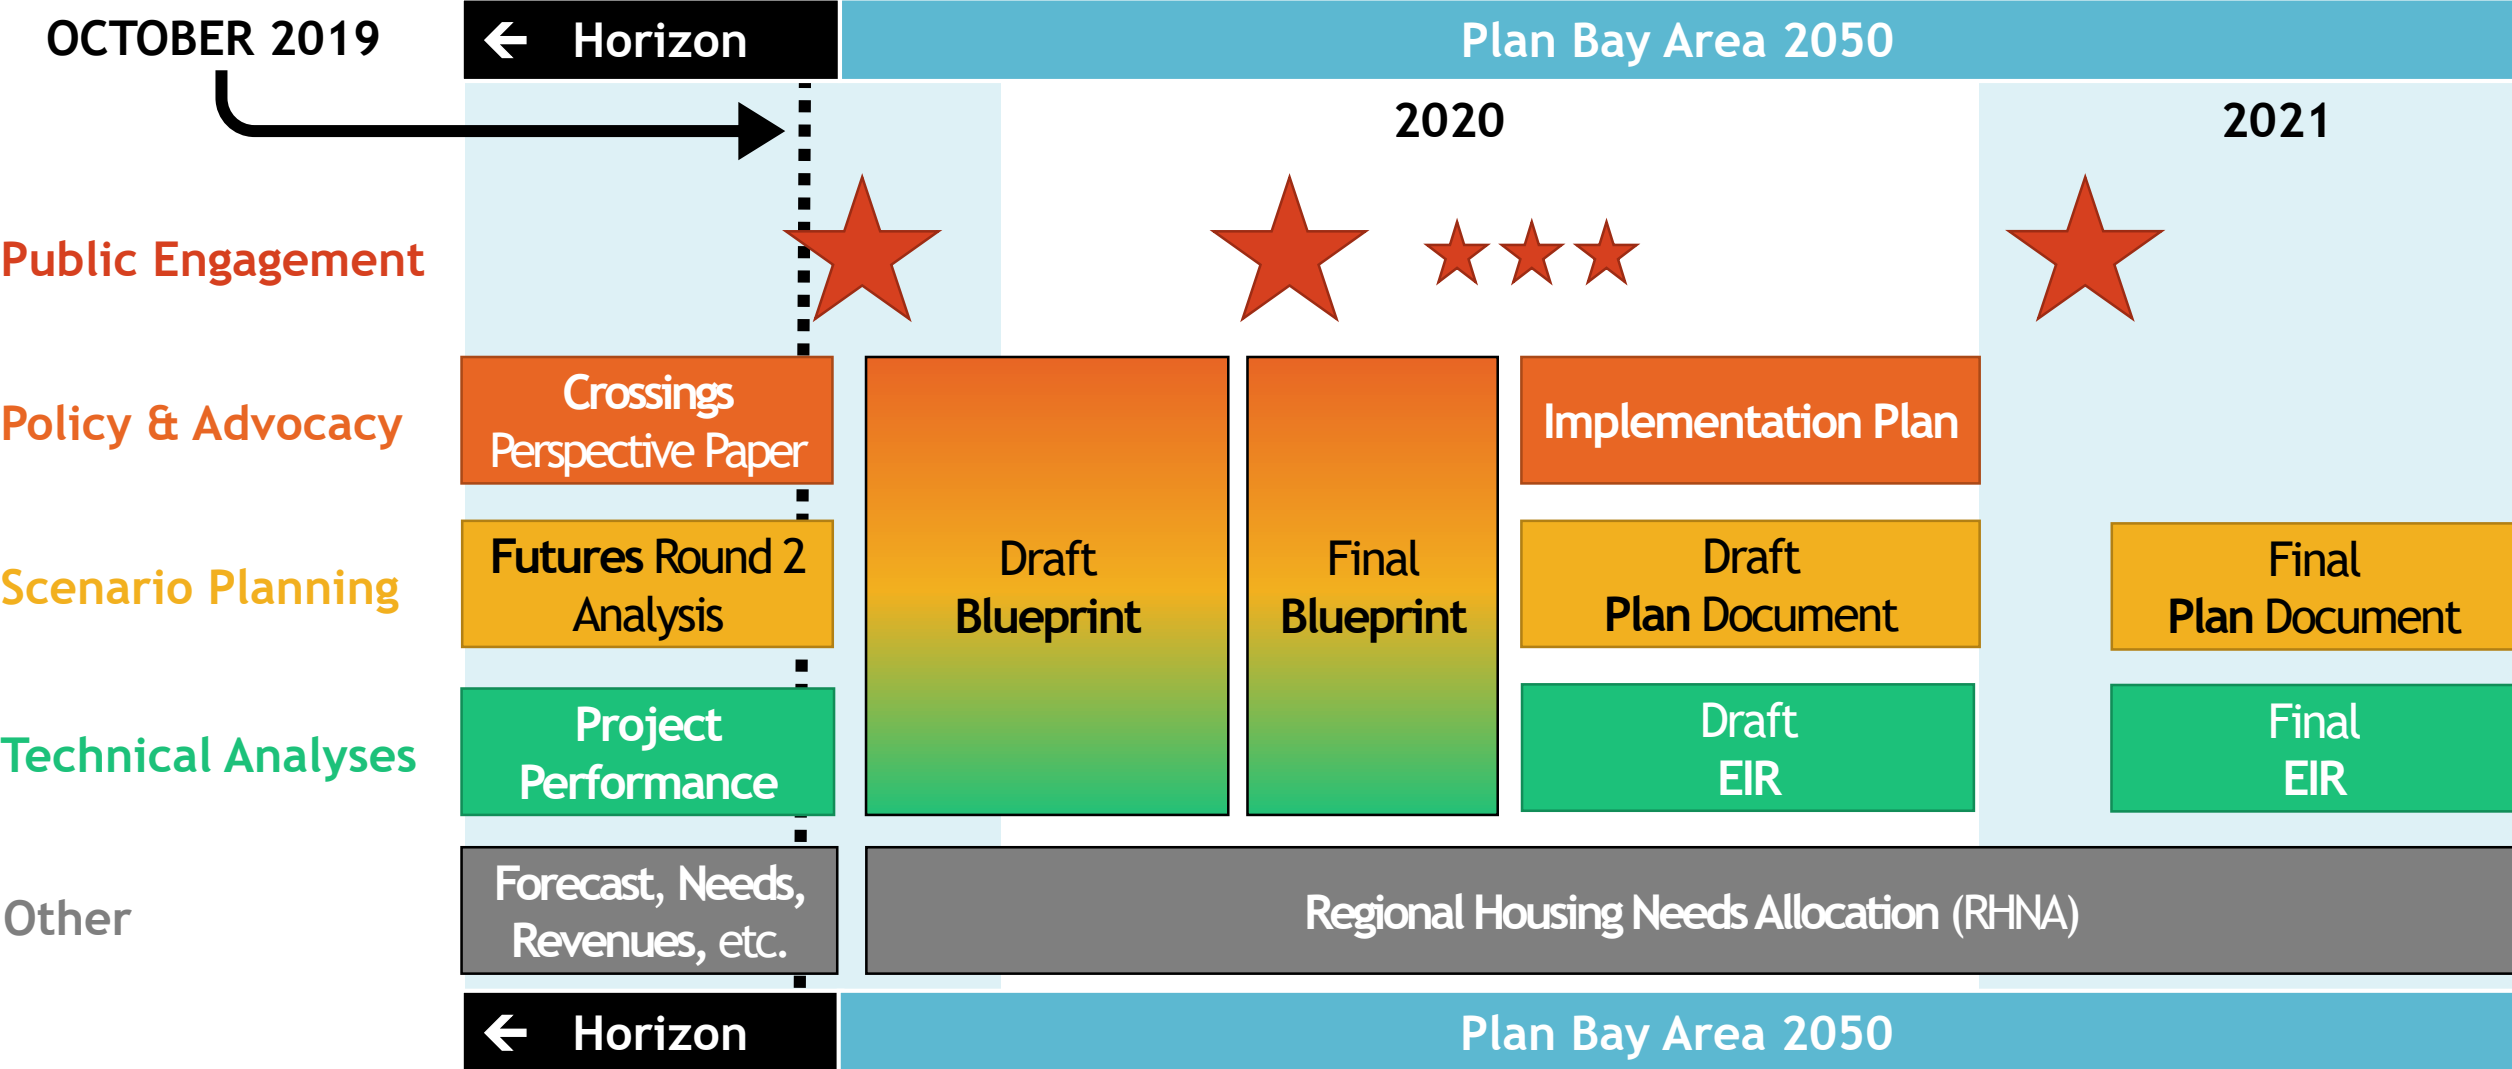 OCTOBER 2019
Horizon
Plan Bay Area 2050
2020
2021
Public Engagement
Policy & Advocacy
Crossings
Perspective Paper
Implementation Plan
Scenario Planning
Futures Round 2
Analysis
Draft
Blueprint
Final
Blueprint
Draft
Plan Document
Final
Plan Document
Technical Analyses
Project
Performance
Draft
EIR
Final
EIR
Other
Forecast, Needs,
Revenues, etc.
Regional Housing Needs Allocation (RHNA)
Horizon
Plan Bay Area 2050